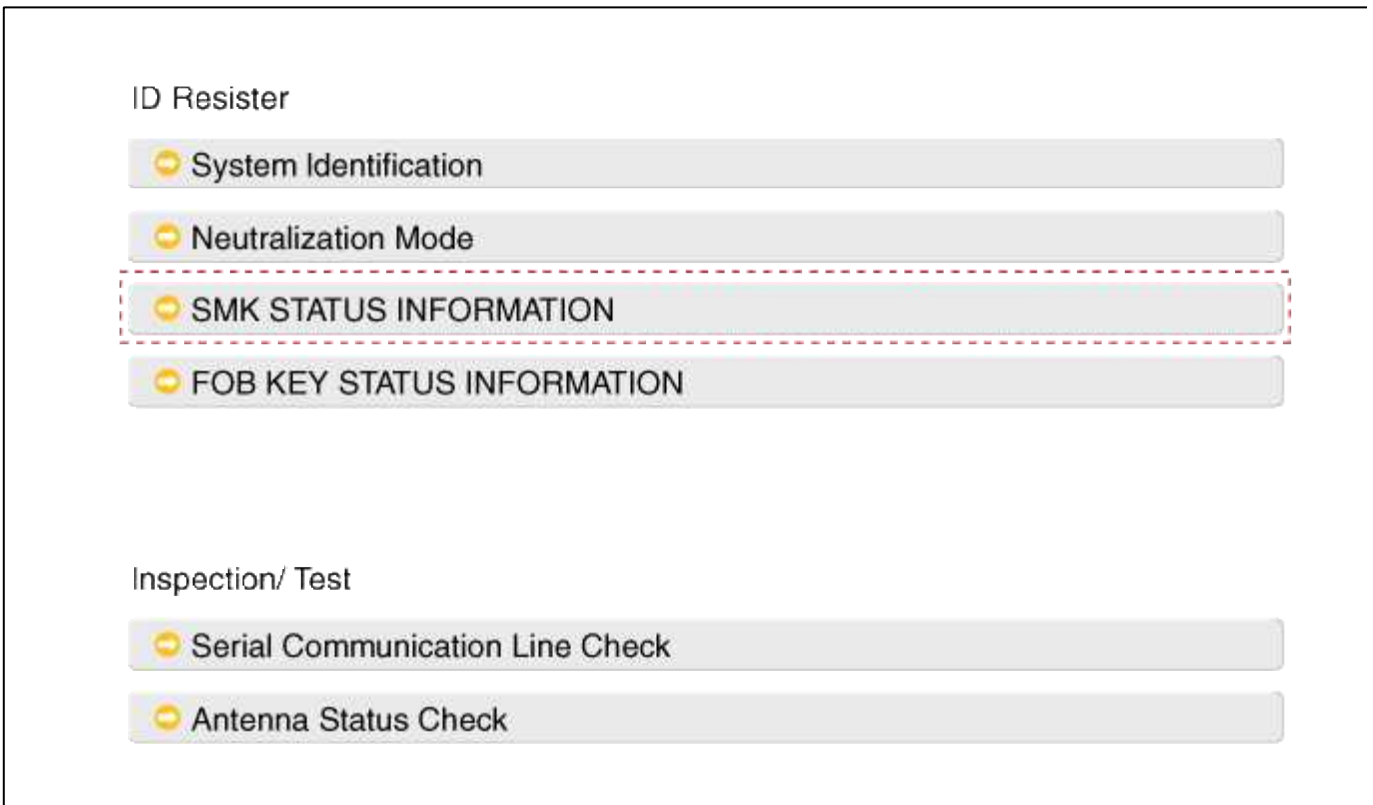 ID Resister
System Identification
Neutralization Mode
SMK STATUS INFORMATION
FOB KEY STATUS INFORMATION
Inspection/ Test
Serial Communication Line Check
Antenna Status Check